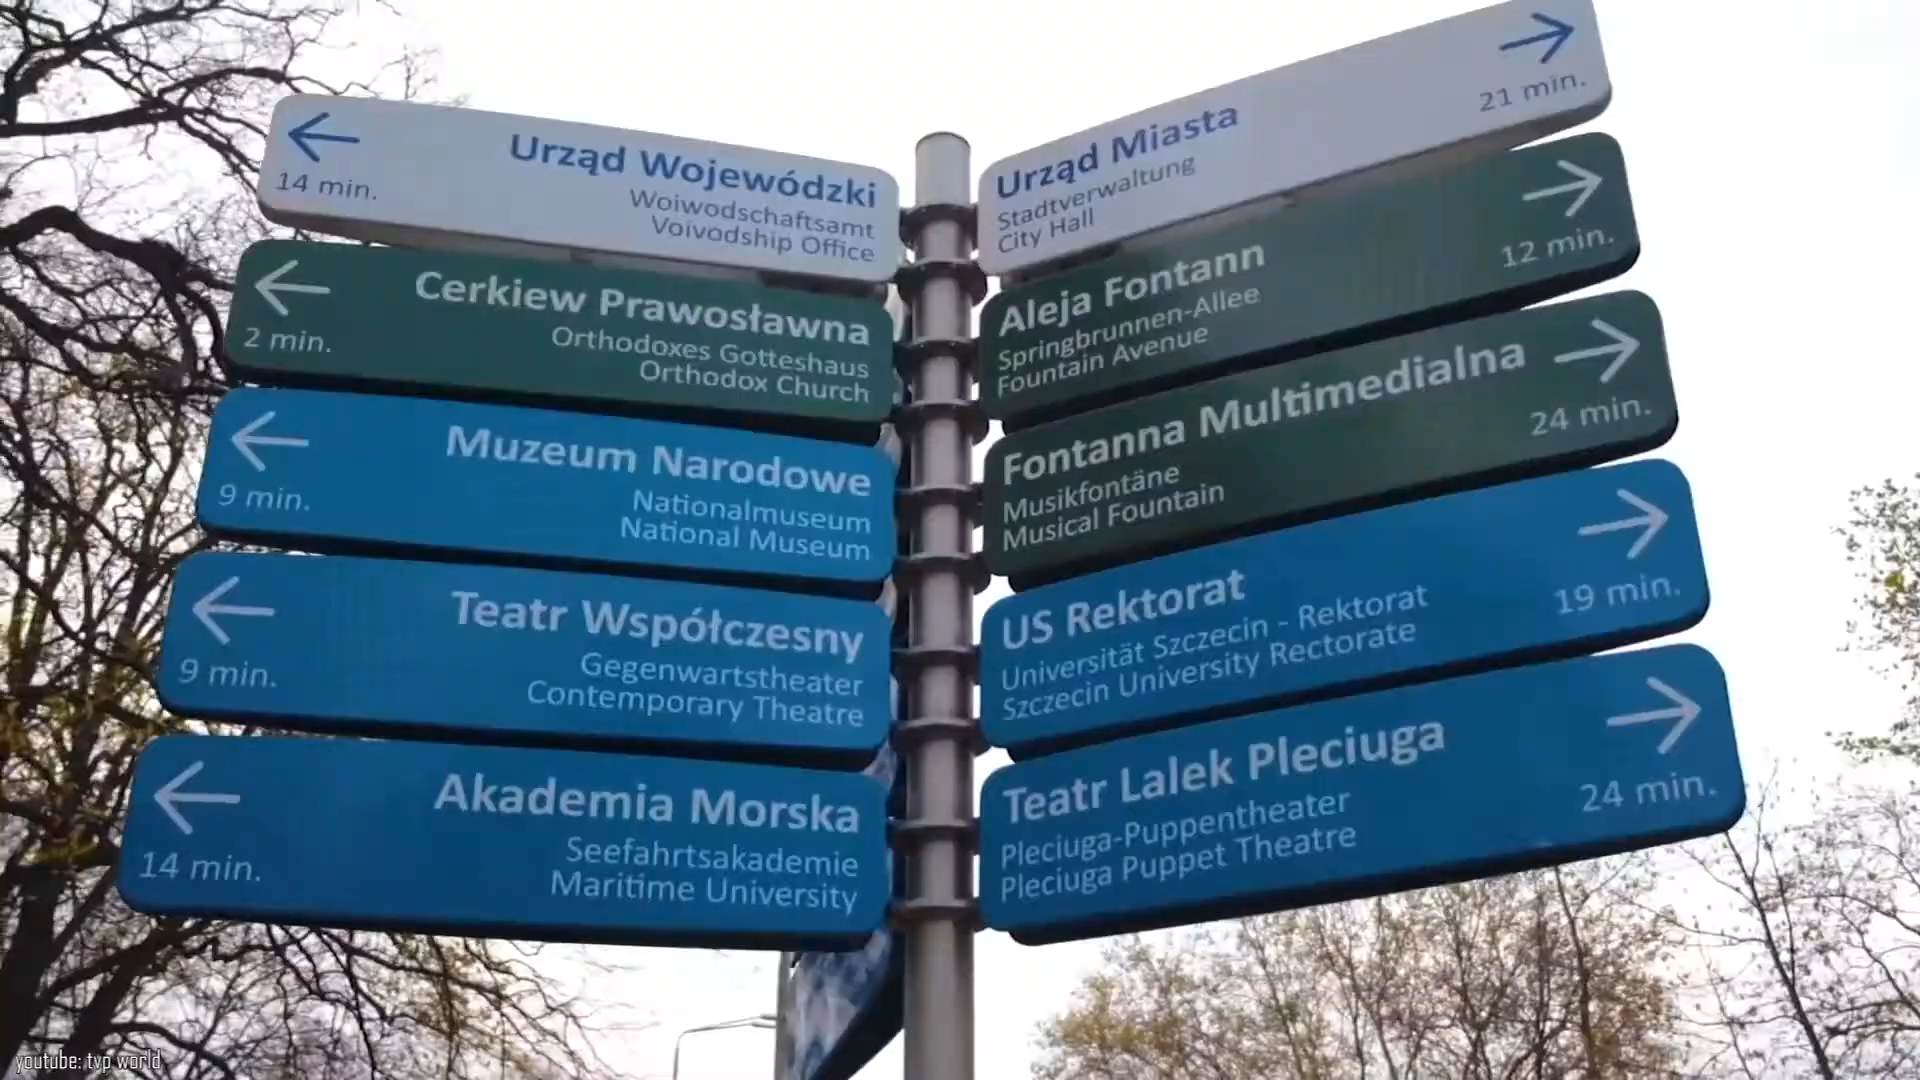 Urząd Wojewódzki
Woiwodschaftsamt
Voivodship Office
14 min.
Cerkiew Prawosławna
Orthodoxes Gotteshaus
Orthodox Church
2 min.
Muzeum Narodowe
Nationalmuseum
National Museum
9 min.
Teatr Współczesny
Gegenwartstheater
Contemporary Theatre
9 min.
Akademia Morska
Seefahrtsakademie
Maritime University
14 min.
Urząd Miasta
Stadtverwaltung
City Hall
21 min.
Aleja Fontann
Springbrunnen-Allee
Fountain Avenue
12 min.
Fontanna Multimedialna
Musikfontäne
Musical Fountain
24 min.
US Rektorat
Universität Szczecin - Rektorat
Szczecin University Rectorate
19 min.
Teatr Lalek Pleciuga
Pleciuga-Puppentheater
Pleciuga Puppet Theatre
24 min.
youtube: tvp world